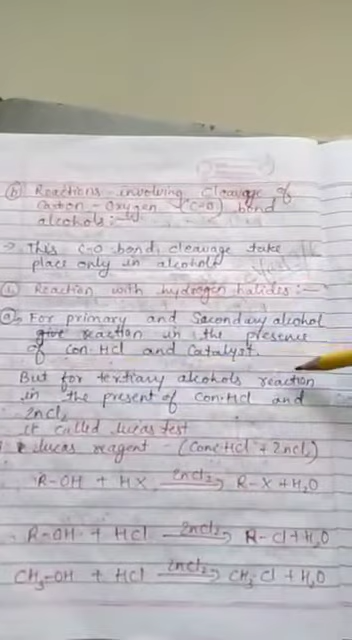 (b) Reactions involving Cleavage of
Carbon-Oxygen (C-O) bond
alcohols:-
→ This C-O bond cleavage take
place only in alcohols
(1) Reaction with hydrogen halides:-
(a) For primary and Secondary alcohol
give reaction in the presence
of con·HCl and Catalyst.
But for tertiary alcohols reaction
in the present of con·HCl and
ZnCl2
it called lucas test
lucas reagent - (Conc·HCl + ZnCl2)
R-OH + HX ZnCl2→ R-X + H2O
R-OH + HCl ZnCl2→ R-Cl + H2O
CH3-OH + HCl ZnCl2→ CH3-Cl + H2O